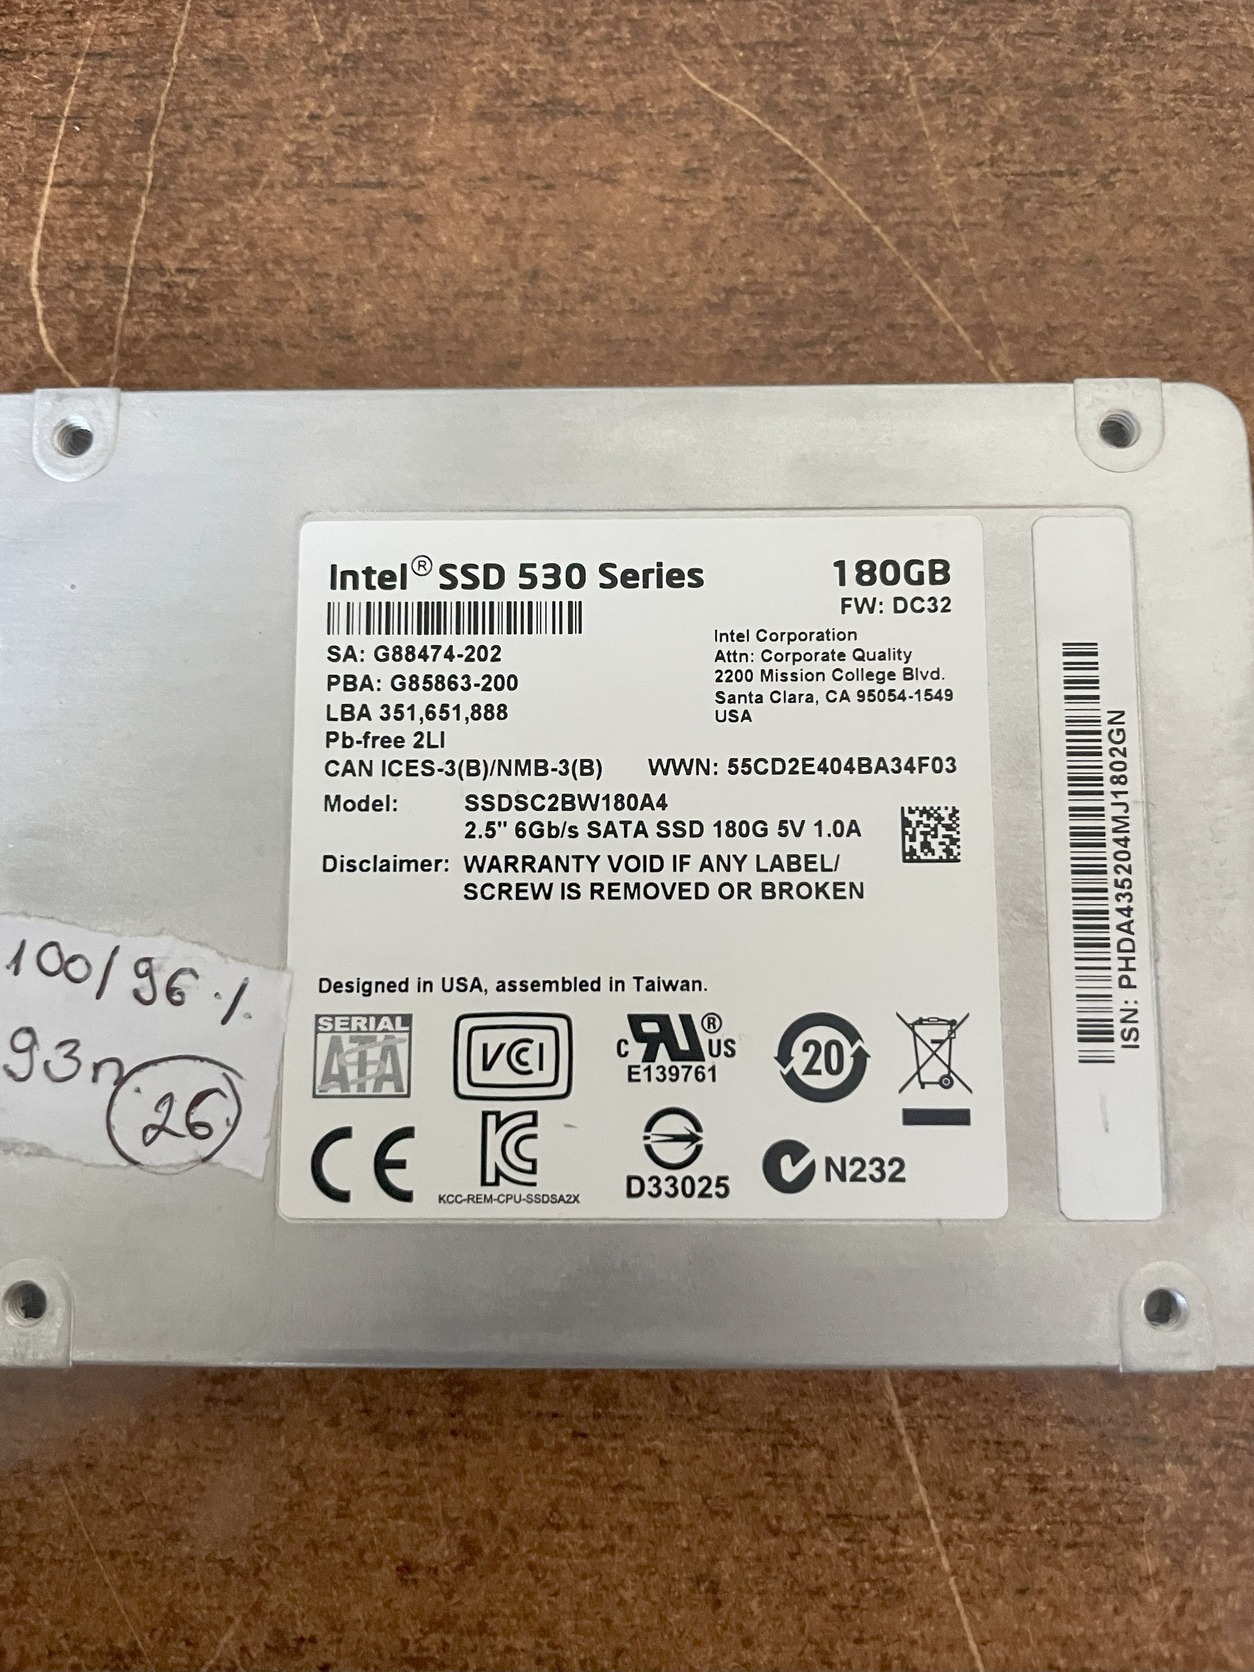 Intel® SSD 530 Series
180GB
FW: DC32
SA: G88474-202
PBA: G85863-200
LBA 351,651,888
Pb-free 2LI
CAN ICES-3(B)/NMB-3(B)
Intel Corporation
Attn: Corporate Quality
2200 Mission College Blvd.
Santa Clara, CA 95054-1549
USA
WWN: 55CD2E404BA34F03
Model: SSDSC2BW180A4
2.5" 6Gb/s SATA SSD 180G 5V 1.0A
Disclaimer: WARRANTY VOID IF ANY LABEL/
SCREW IS REMOVED OR BROKEN
Designed in USA, assembled in Taiwan.
SERIAL
ATA
VCI
c RU® US
E139761
20
CE
KC
KCC-REM-CPU-SSDSA2X
D33025
N232
ISN: PHDA435204MJ1802GN
100/96 %
93п
26